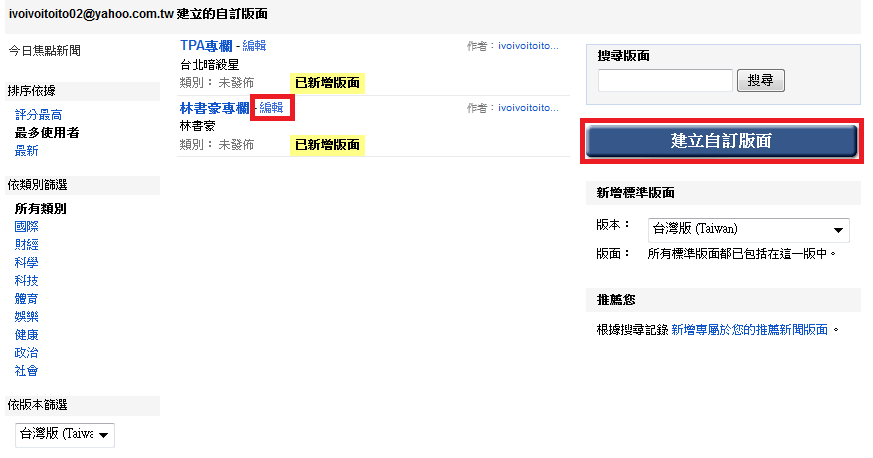 ivoivoitoito02@yahoo.com.tw 建立的自訂版面
今日焦點新聞
排序依據
評分最高
最多使用者
最新
依類別篩選
所有類別
國際
財經
科學
科技
體育
娛樂
健康
政治
社會
依版本篩選
台灣版 (Taiwa
TPA專欄 - 編輯
作者：ivoivoitoito...
台北暗殺星
類別：未發佈 已新增版面
林書豪專欄 - 編輯
作者：ivoivoitoito...
林書豪
類別：未發佈 已新增版面
搜尋版面
搜尋
建立自訂版面
新增標準版面
版本： 台灣版 (Taiwan)
版面： 所有標準版面都已包括在這一版中。
推薦您
根據搜尋記錄 新增專屬於您的推薦新聞版面 。